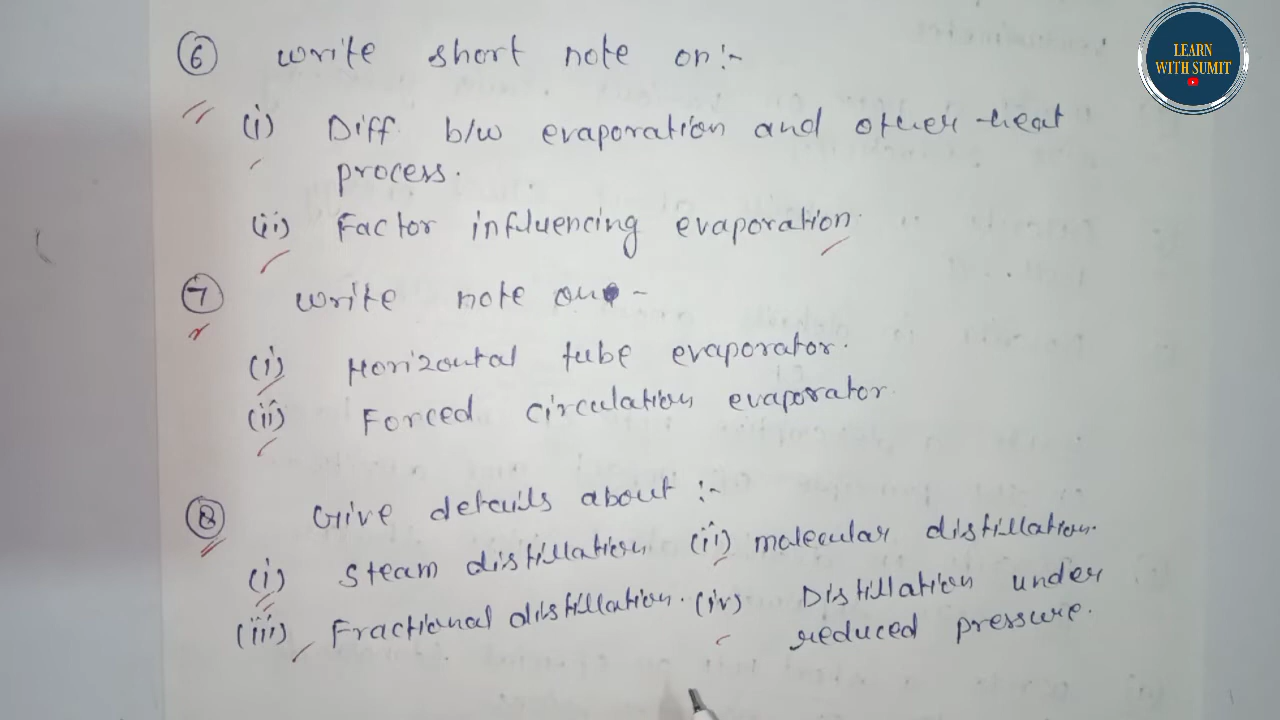 LEARN
WITH SUMIT
6 Write short note on:-
(i) Diff b/w evaporation and other heat
process.
(ii) Factor influencing evaporation.
7 Write note on -
(i) Horizontal tube evaporator.
(ii) Forced circulation evaporator.
8 Give details about :-
(i) Steam distillation (ii) molecular distillation.
(iii) Fractional distillation. (iv) Distillation under
reduced pressure.